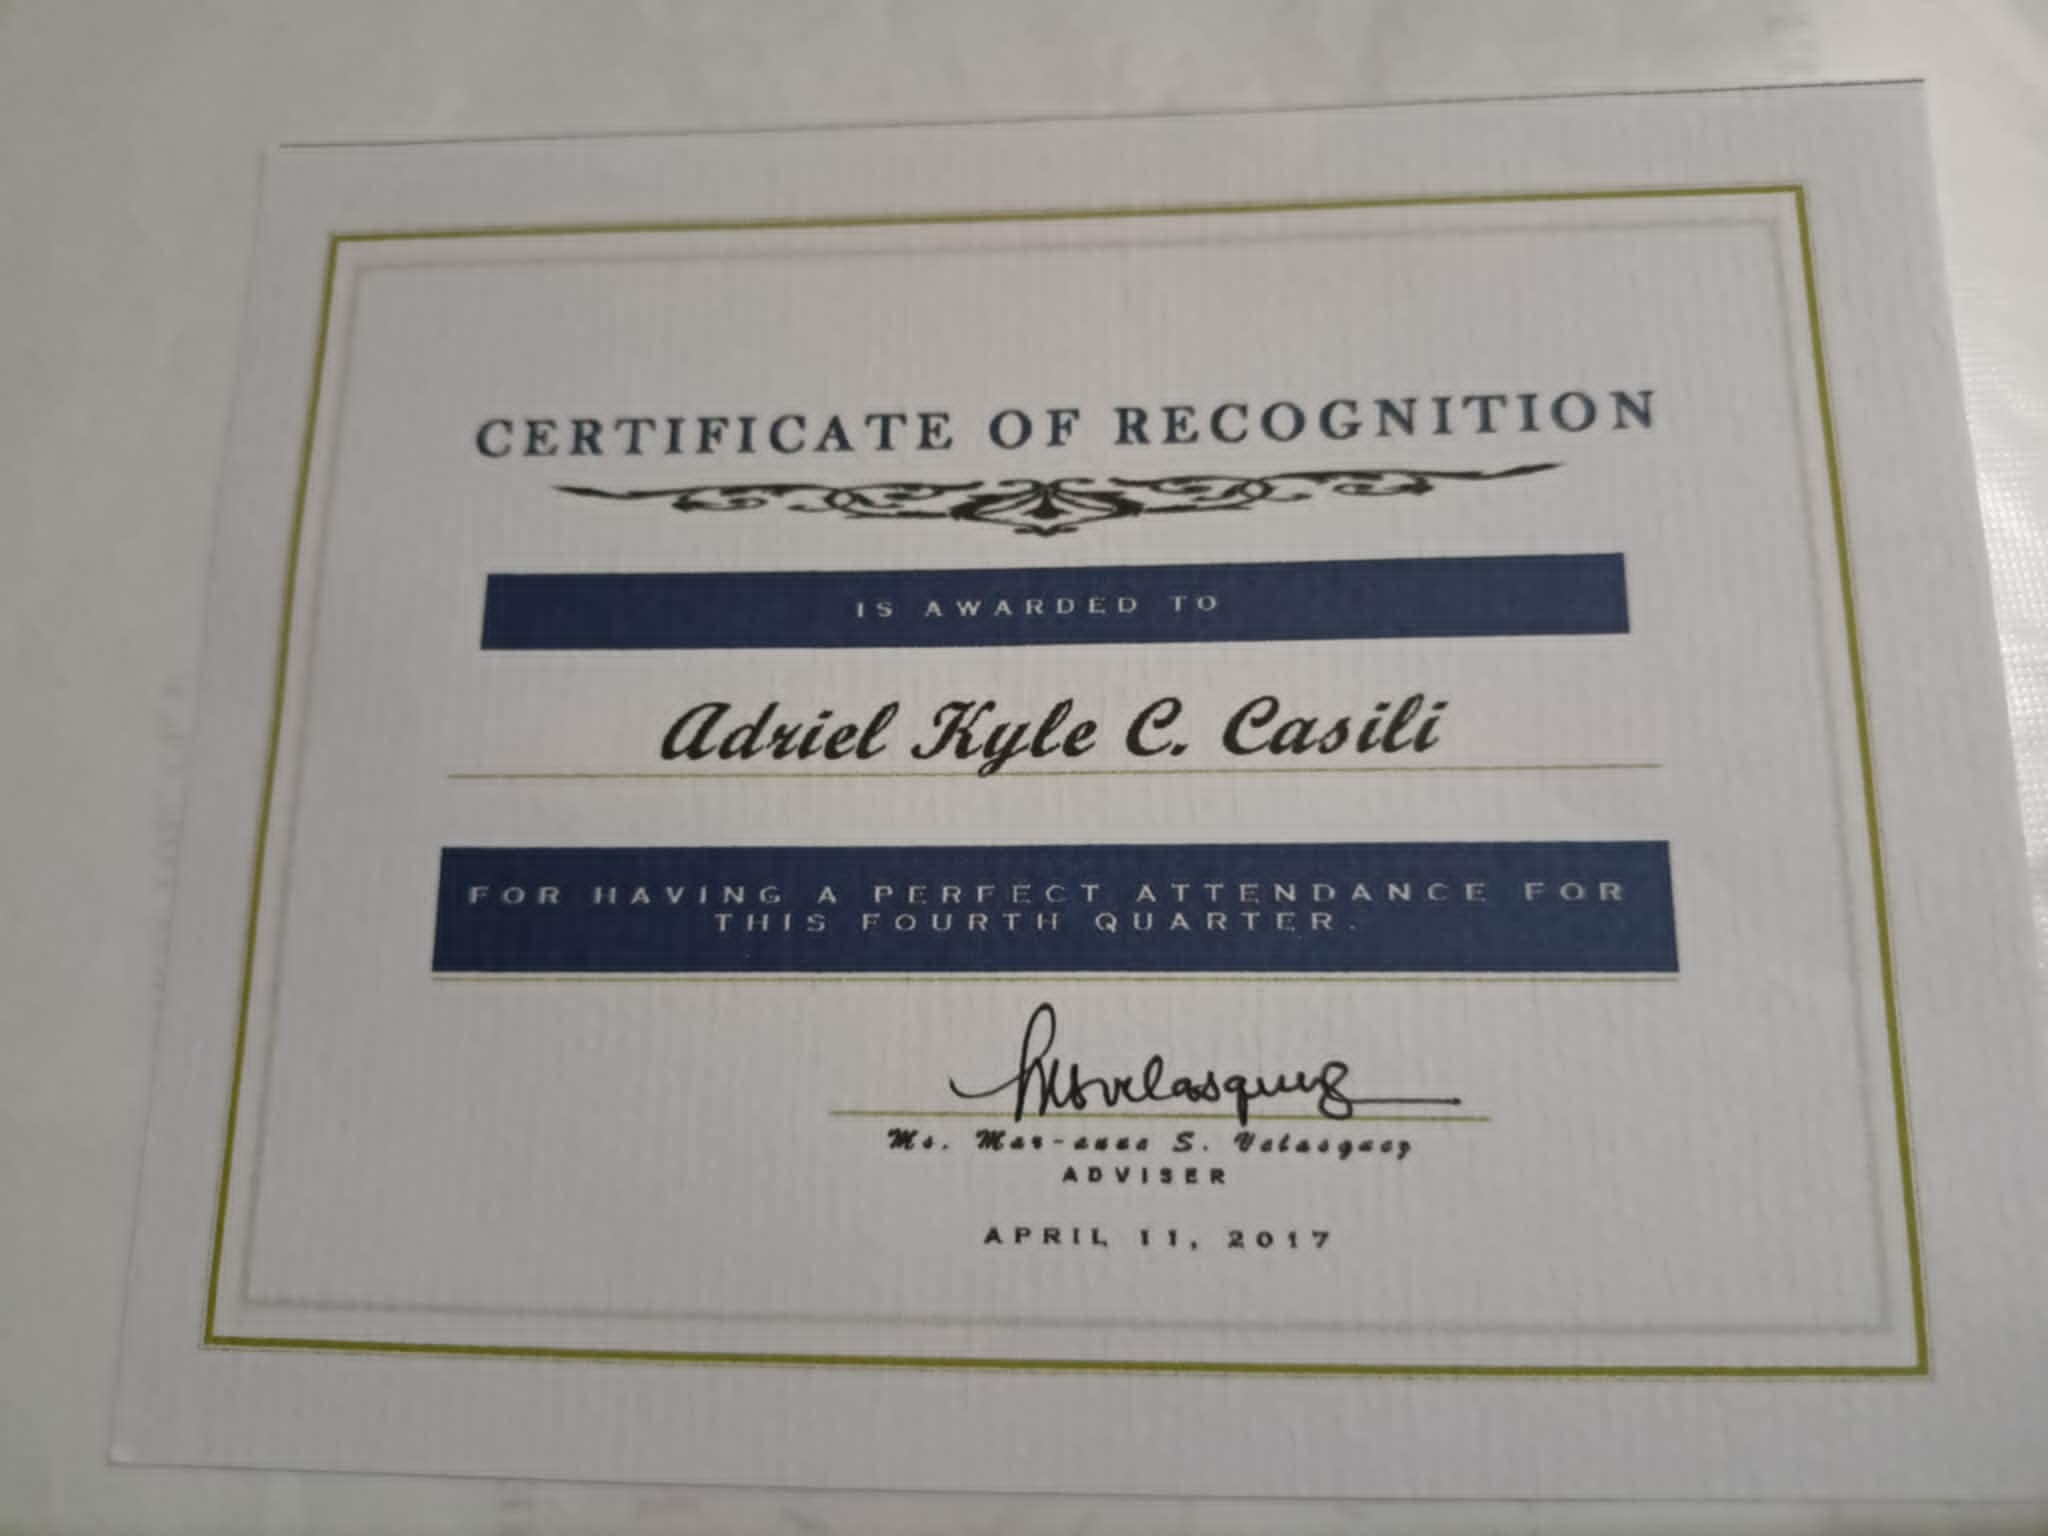 CERTIFICATE OF RECOGNITION
IS AWARDED TO
Adriel Kyle C. Casili
FOR HAVING A PERFECT ATTENDANCE FOR
THIS FOURTH QUARTER.
MSVelasquez
Ms. Mar-anne S. Velasquez
ADVISER
APRIL 11, 2017